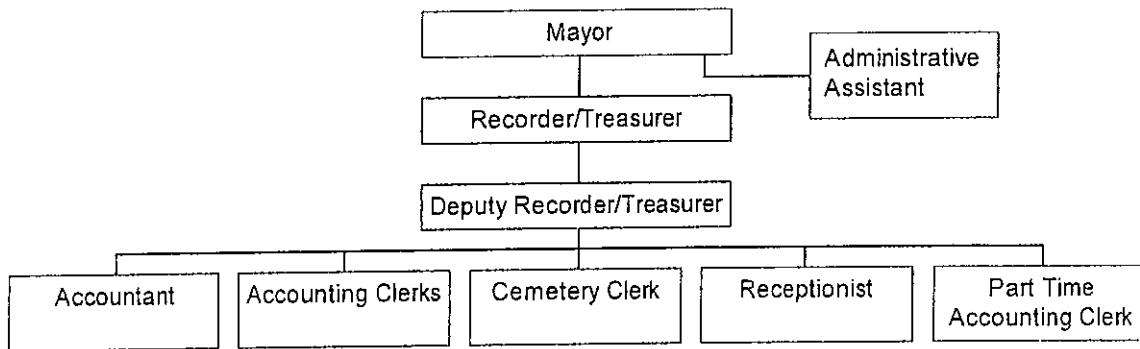 Mayor
Administrative
Assistant
Recorder/Treasurer
Deputy Recorder/Treasurer
Accountant
Accounting Clerks
Cemetery Clerk
Receptionist
Part Time
Accounting Clerk